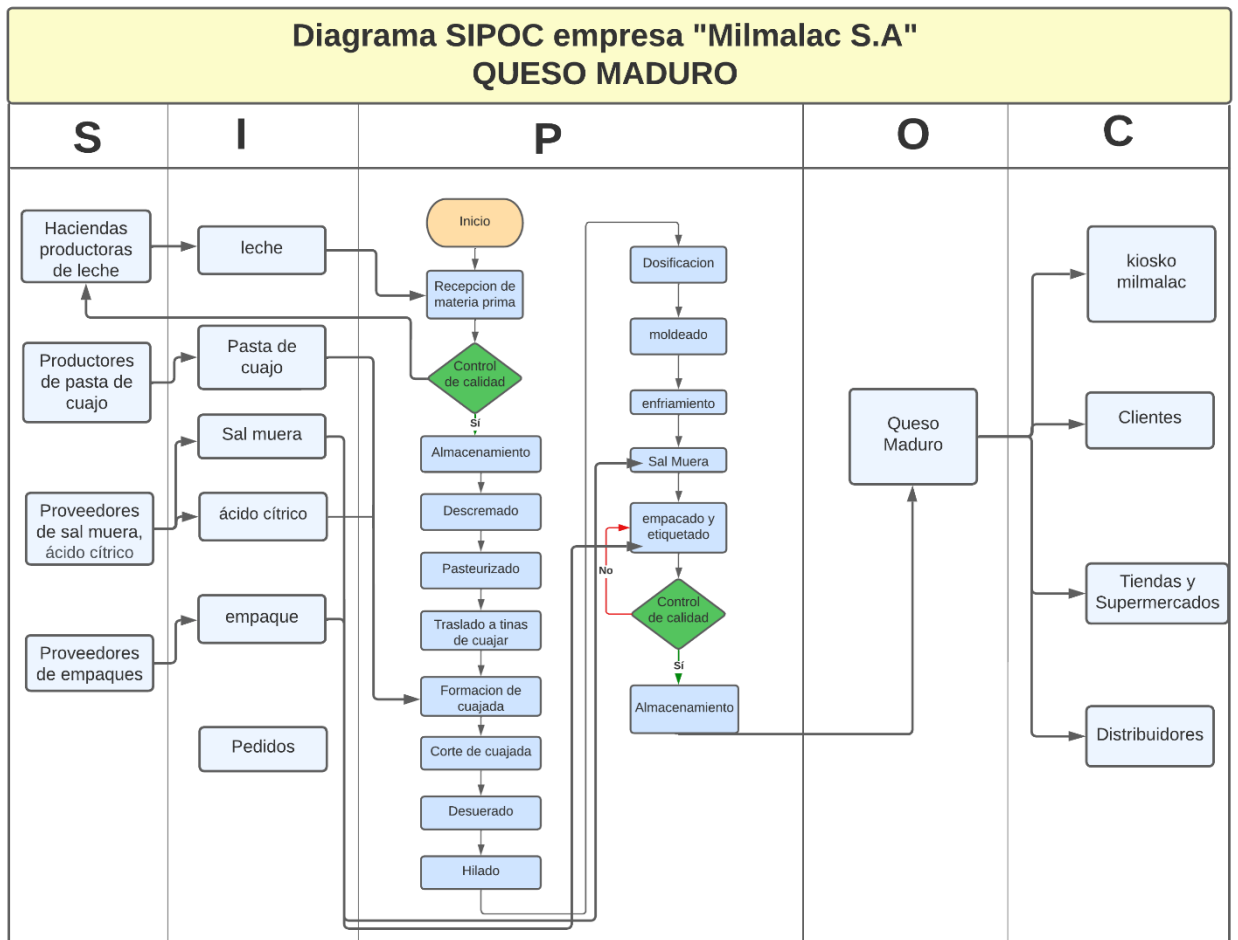 Diagrama SIPOC empresa "Milmalac S.A"
QUESO MADURO
S
I
P
O
C
Haciendas
productoras
de leche
Productores
de pasta de
cuajo
Proveedores
de sal muera,
ácido cítrico
Proveedores
de empaques
leche
Pasta de
cuajo
Sal muera
ácido cítrico
empaque
Pedidos
Inicio
Recepcion de
materia prima
Control
de calidad
Sí
Almacenamiento
Descremado
Pasteurizado
Traslado a tinas
de cuajar
Formacion de
cuajada
Corte de cuajada
Desuerado
Hilado
Dosificacion
moldeado
enfriamiento
Sal Muera
empacado y
etiquetado
No
Control
de calidad
Sí
Almacenamiento
Queso
Maduro
kiosko
milmalac
Clientes
Tiendas y
Supermercados
Distribuidores